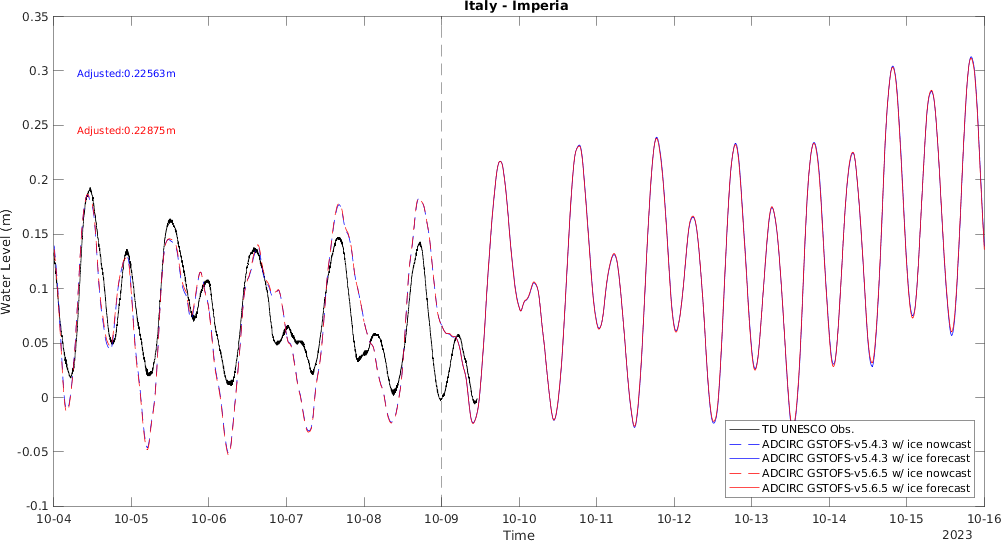 Italy - Imperia
0.35
0.3
0.25
0.2
0.15
0.1
0.05
0
-0.05
-0.1
Water Level (m)
Adjusted:0.22563m
Adjusted:0.22875m
TD UNESCO Obs.
ADCIRC GSTOFS-v5.4.3 w/ ice nowcast
ADCIRC GSTOFS-v5.4.3 w/ ice forecast
ADCIRC GSTOFS-v5.6.5 w/ ice nowcast
ADCIRC GSTOFS-v5.6.5 w/ ice forecast
10-04 10-05 10-06 10-07 10-08 10-09 10-10 10-11 10-12 10-13 10-14 10-15 10-16
Time
2023